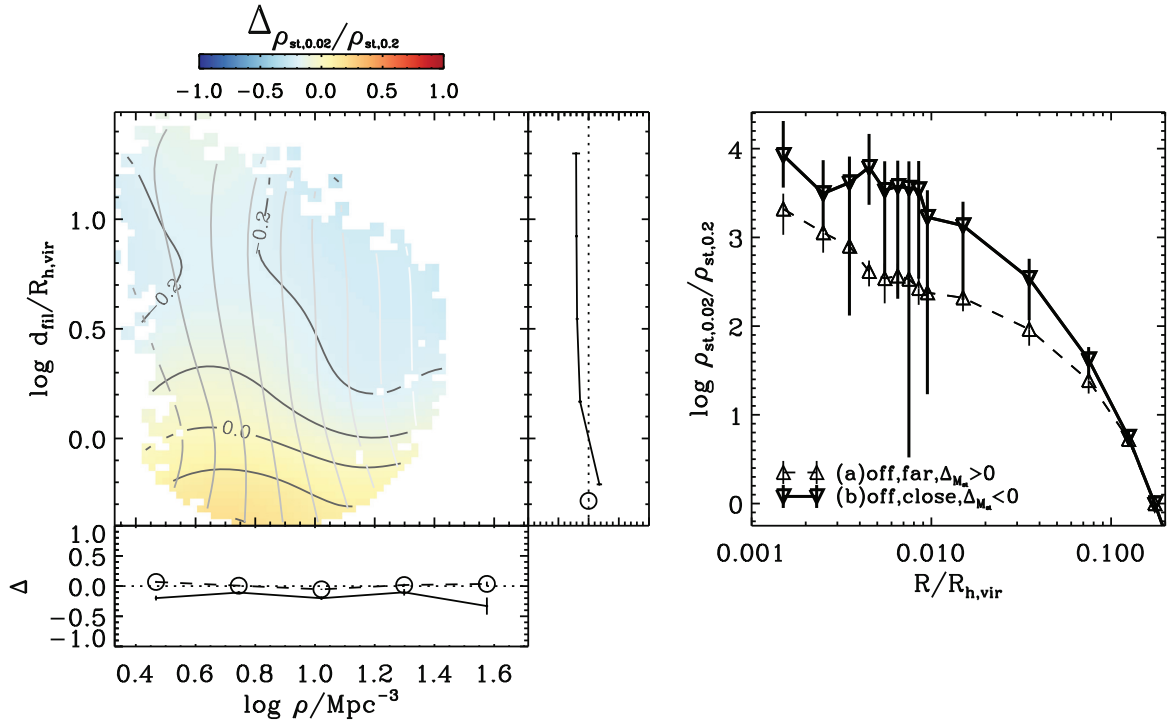 Δρst,0.02/ρst,0.2
-1.0 -0.5 0.0 0.5 1.0
log dfil/Rh,vir
1.0
0.5
0.0
-0.2
-0.2
0.0
Δ
1.0
0.5
0.0
-0.5
-1.0
0.4 0.6 0.8 1.0 1.2 1.4 1.6
log ρ/Mpc⁻³
log ρst,0.02/ρst,0.2
4
3
2
1
0
(a)off,far,ΔMst>0
(b)off,close,ΔMst<0
0.001 0.010 0.100
R/Rh,vir